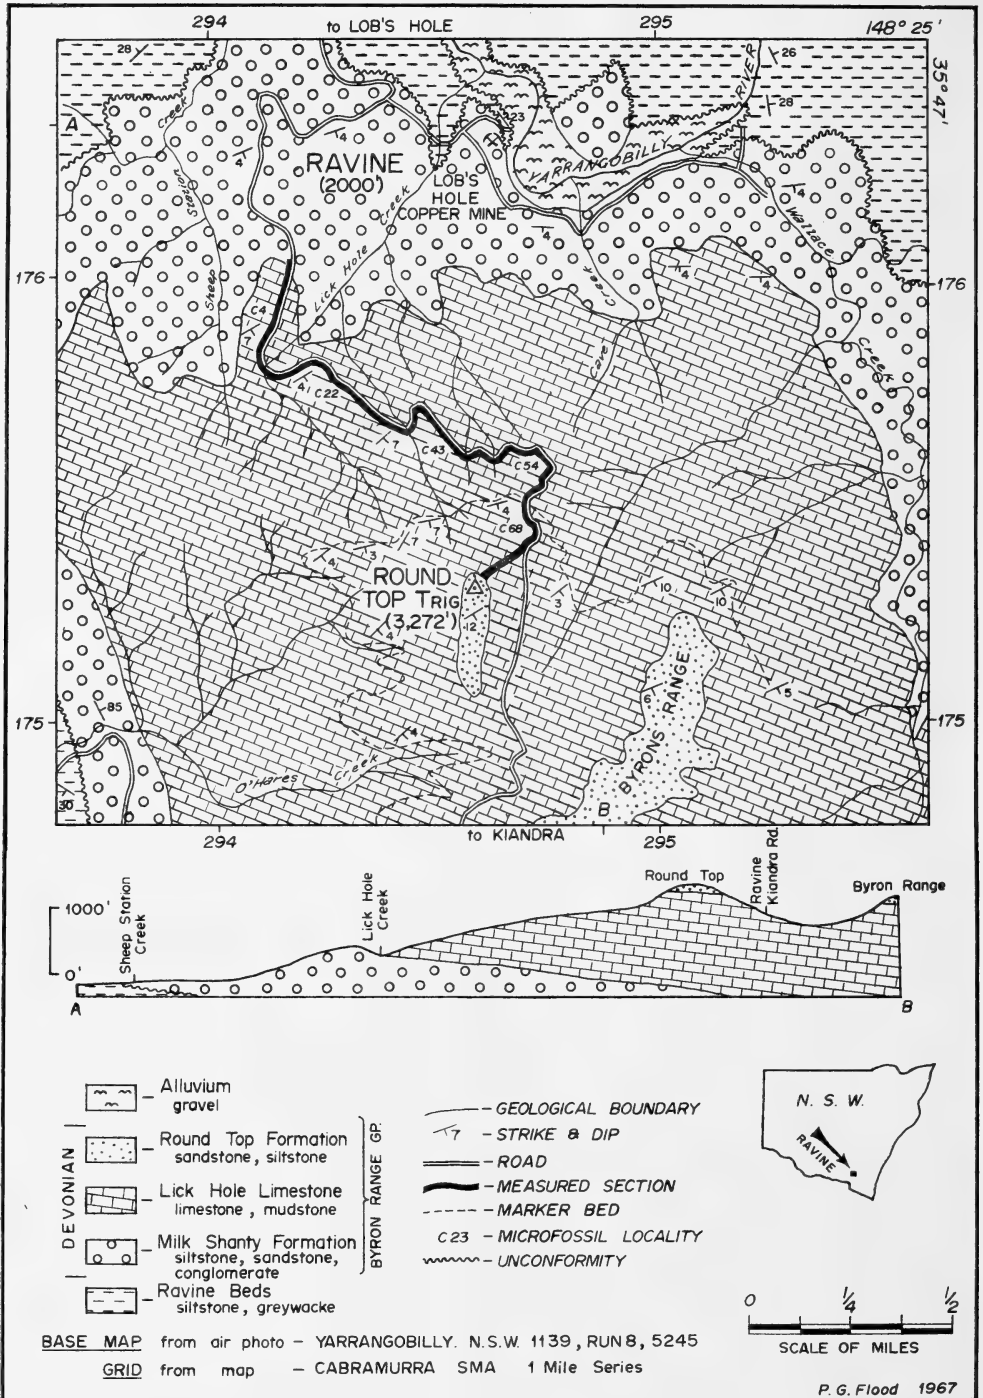 294
to LOB'S HOLE
295
148° 25'
35° 47'
28
26
RIVER
A
Creek
23
28
4
RAVINE
(2000')
YARRANGOBILLY
4
LOB'S
HOLE
COPPER MINE
Station
Creek
4
4
Wallace
176
Sheep
Lick Hole
Creek
4
4
176
C4
7
Cave
Creek
4
C22
7
C43
C54
4
C68
7
7
3
4
ROUND
TOP TRIG
(3,272')
3
10
10
12
4
BYRONS RANGE
6
5
175
85
175
4
O'Hares Creek
30
B
294
to KIANDRA
295
1000'
0'
Sheep Station
Creek
Lick Hole
Creek
Round Top
Ravine
Kiandra Rd.
Byron Range
A
B
DEVONIAN
BYRON RANGE GP.
Alluvium
gravel
Round Top Formation
sandstone, siltstone
Lick Hole Limestone
limestone, mudstone
Milk Shanty Formation
siltstone, sandstone,
conglomerate
Ravine Beds
siltstone, greywacke
– GEOLOGICAL BOUNDARY
7 – STRIKE & DIP
– ROAD
– MEASURED SECTION
– MARKER BED
C23 – MICROFOSSIL LOCALITY
– UNCONFORMITY
N. S. W.
RAVINE
0 1/4 1/2
SCALE OF MILES
BASE MAP from air photo – YARRANGOBILLY. N.S.W. 1139, RUN 8, 5245
GRID from map – CABRAMURRA SMA 1 Mile Series
P. G. Flood 1967